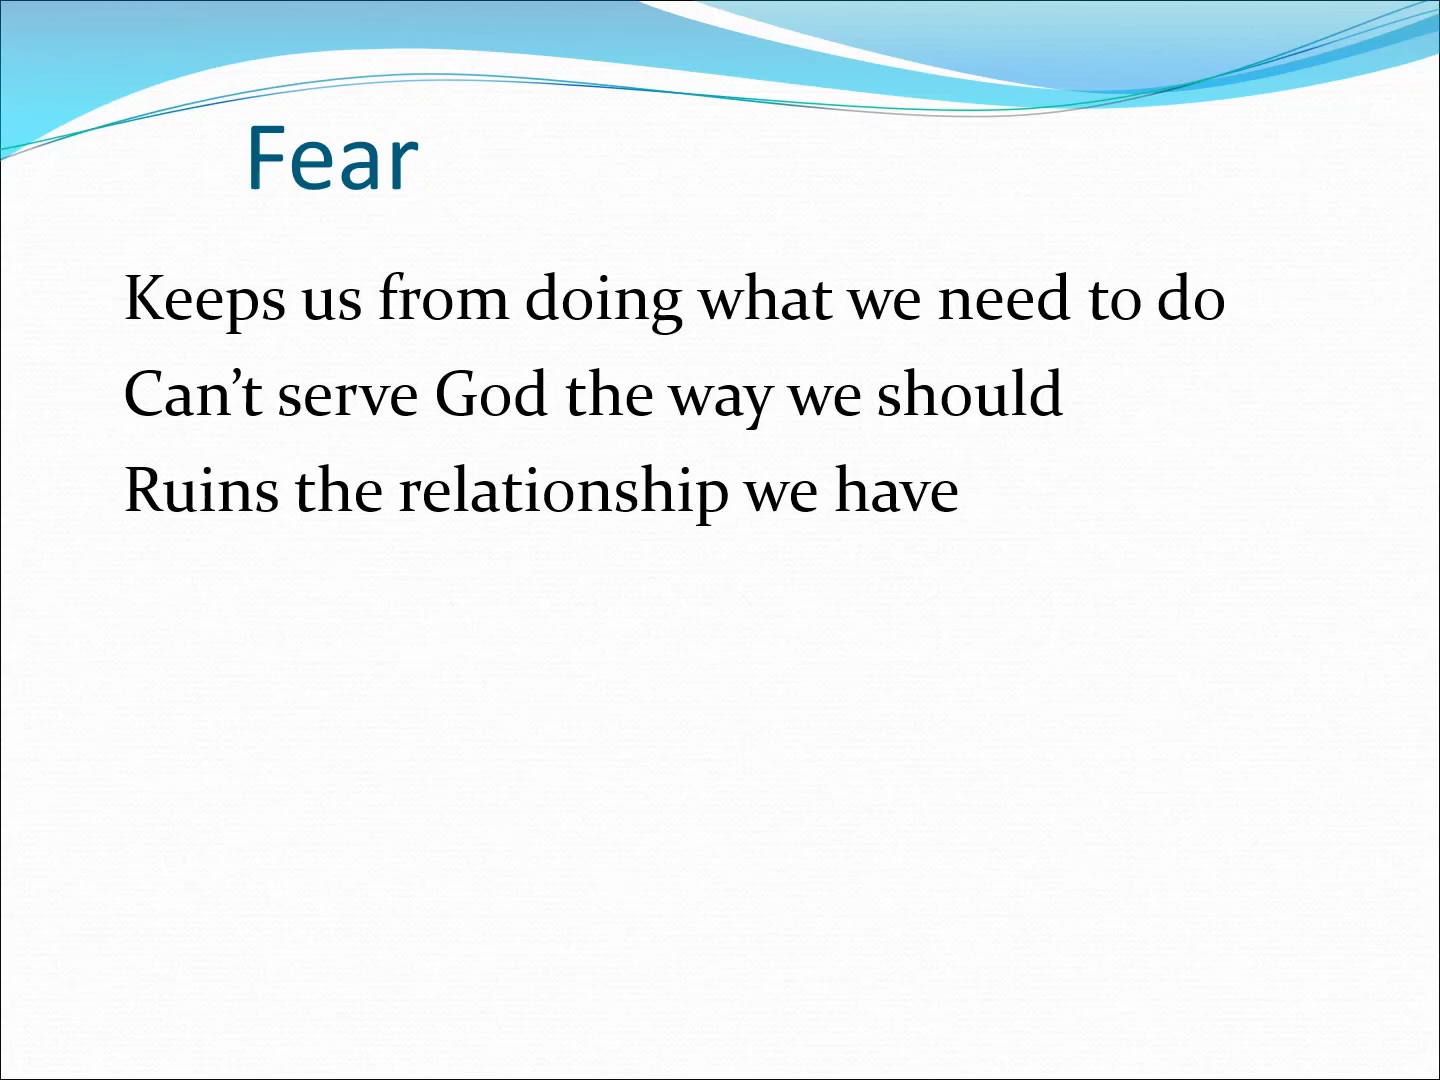 Fear
Keeps us from doing what we need to do
Can’t serve God the way we should
Ruins the relationship we have